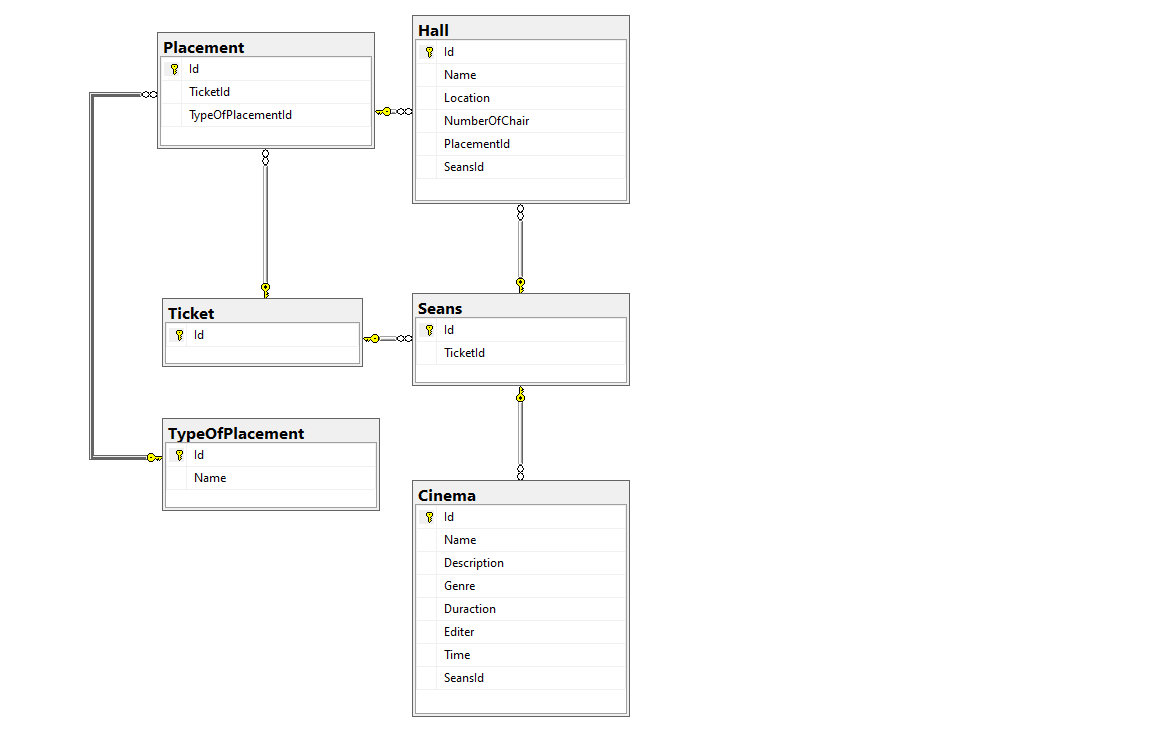 Placement
Id
TicketId
TypeOfPlacementId
Hall
Id
Name
Location
NumberOfChair
PlacementId
SeansId
Ticket
Id
Seans
Id
TicketId
TypeOfPlacement
Id
Name
Cinema
Id
Name
Description
Genre
Duraction
Editer
Time
SeansId